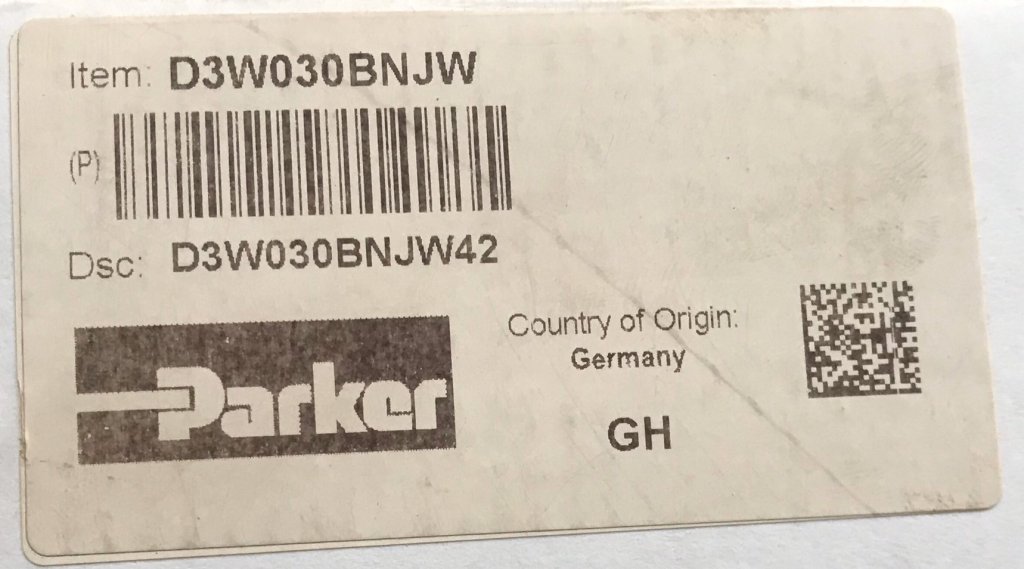 Item: D3W030BNJW
(P)
Dsc: D3W030BNJW42
Parker
Country of Origin:
Germany
GH